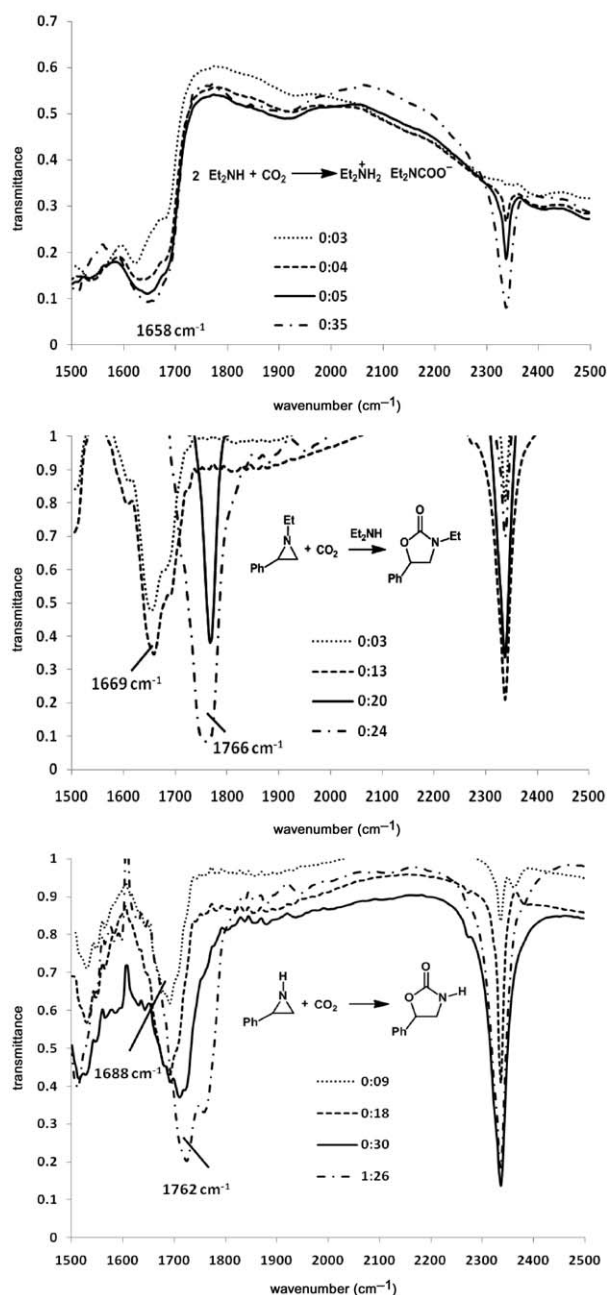 transmittance
0.7
0.6
0.5
0.4
0.3
0.2
0.1
0
2 Et₂NH + CO₂ → Et₂N⁺H₂ Et₂NCOO⁻
0:03
0:04
0:05
0:35
1658 cm⁻¹
1500 1600 1700 1800 1900 2000 2100 2200 2300 2400 2500
wavenumber (cm⁻¹)
transmittance
1
0.9
0.8
0.7
0.6
0.5
0.4
0.3
0.2
0.1
0
Et
N
Ph
+ CO₂
Et₂NH
O
O
N
Et
Ph
0:03
0:13
0:20
0:24
1669 cm⁻¹
1766 cm⁻¹
1500 1600 1700 1800 1900 2000 2100 2200 2300 2400 2500
wavenumber (cm⁻¹)
transmittance
1
0.9
0.8
0.7
0.6
0.5
0.4
0.3
0.2
0.1
0
H
N
Ph
+ CO₂
O
O
N
H
Ph
0:09
0:18
0:30
1:26
1688 cm⁻¹
1762 cm⁻¹
1500 1600 1700 1800 1900 2000 2100 2200 2300 2400 2500
wavenumber (cm⁻¹)